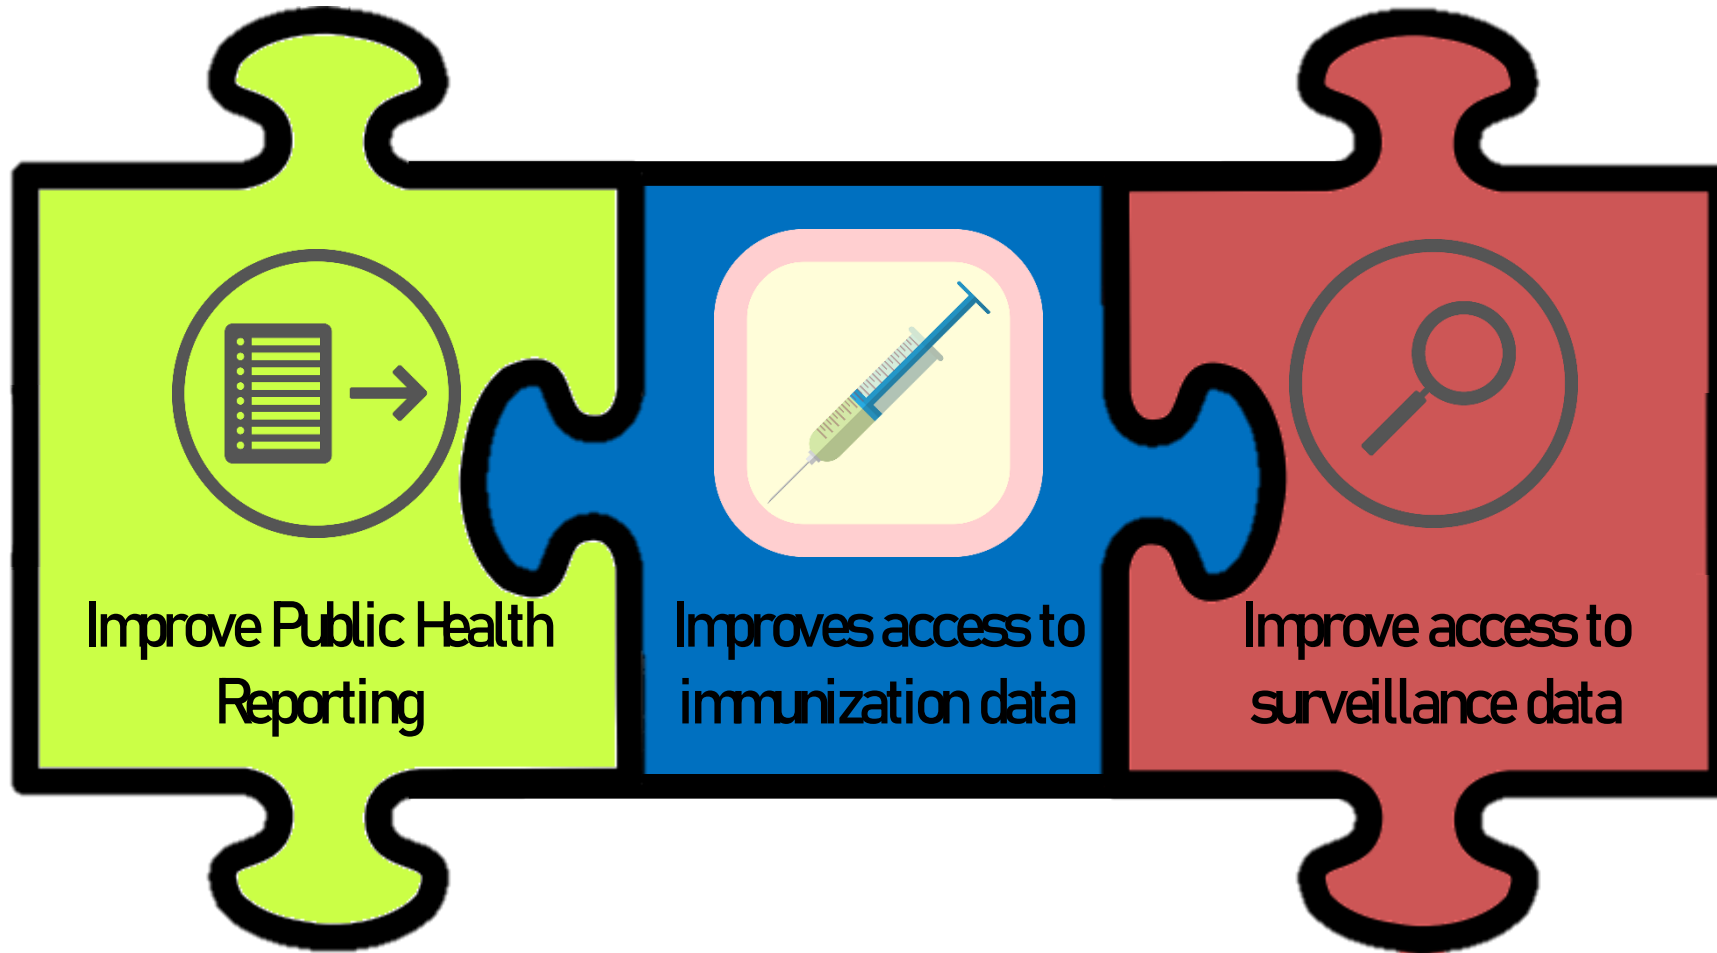 Improve Public Health
Reporting
Improves access to
immunization data
Improve access to
surveillance data